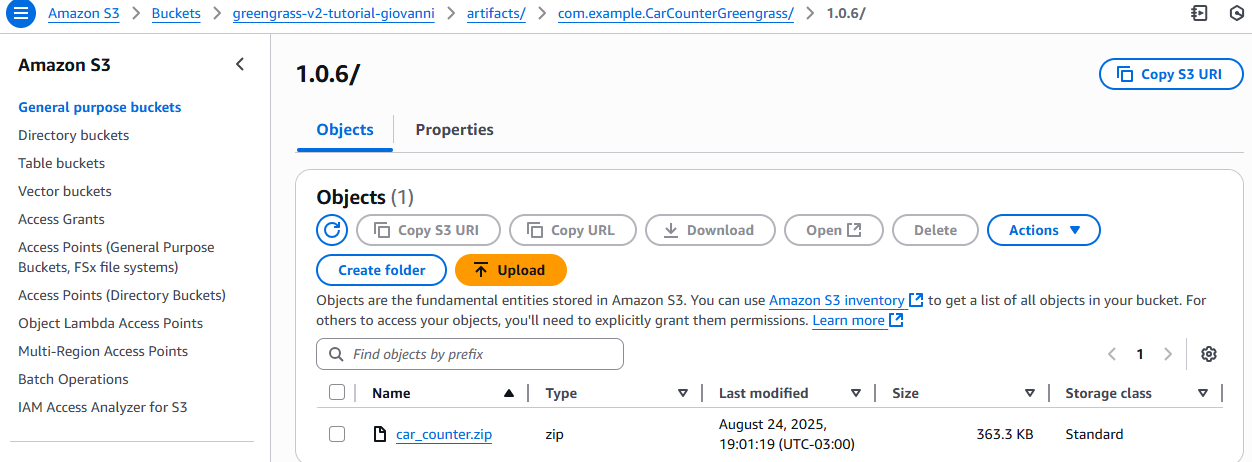 Amazon S3 > Buckets > greengrass-v2-tutorial-giovanni > artifacts/ > com.example.CarCounterGreengrass/ > 1.0.6/
Amazon S3
General purpose buckets
Directory buckets
Table buckets
Vector buckets
Access Grants
Access Points (General Purpose
Buckets, FSx file systems)
Access Points (Directory Buckets)
Object Lambda Access Points
Multi-Region Access Points
Batch Operations
IAM Access Analyzer for S3
1.0.6/
Copy S3 URI
Objects Properties
Objects (1)
Copy S3 URI Copy URL Download Open Delete Actions
Create folder Upload
Objects are the fundamental entities stored in Amazon S3. You can use Amazon S3 inventory to get a list of all objects in your bucket. For
others to access your objects, you'll need to explicitly grant them permissions. Learn more
Find objects by prefix
1
Name Type Last modified Size Storage class
car_counter.zip zip August 24, 2025, 363.3 KB Standard
19:01:19 (UTC-03:00)